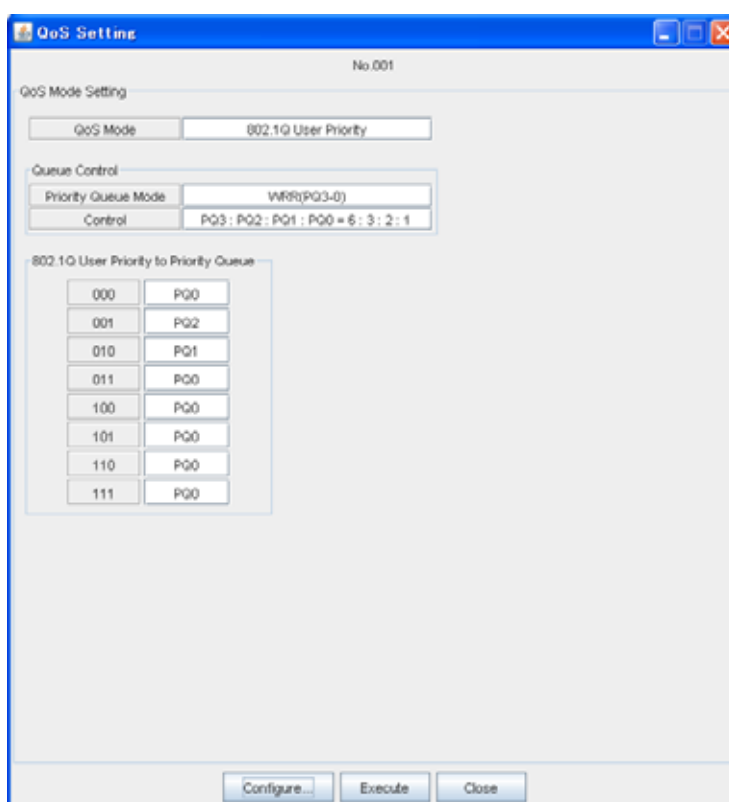 QoS Setting
No.001
QoS Mode Setting
QoS Mode 802.1Q User Priority
Queue Control
Priority Queue Mode WRR(PQ3-0)
Control PQ3 : PQ2 : PQ1 : PQ0 = 6 : 3 : 2 : 1
802.1Q User Priority to Priority Queue
000 PQ0
001 PQ2
010 PQ1
011 PQ0
100 PQ0
101 PQ0
110 PQ0
111 PQ0
Configure... Execute Close